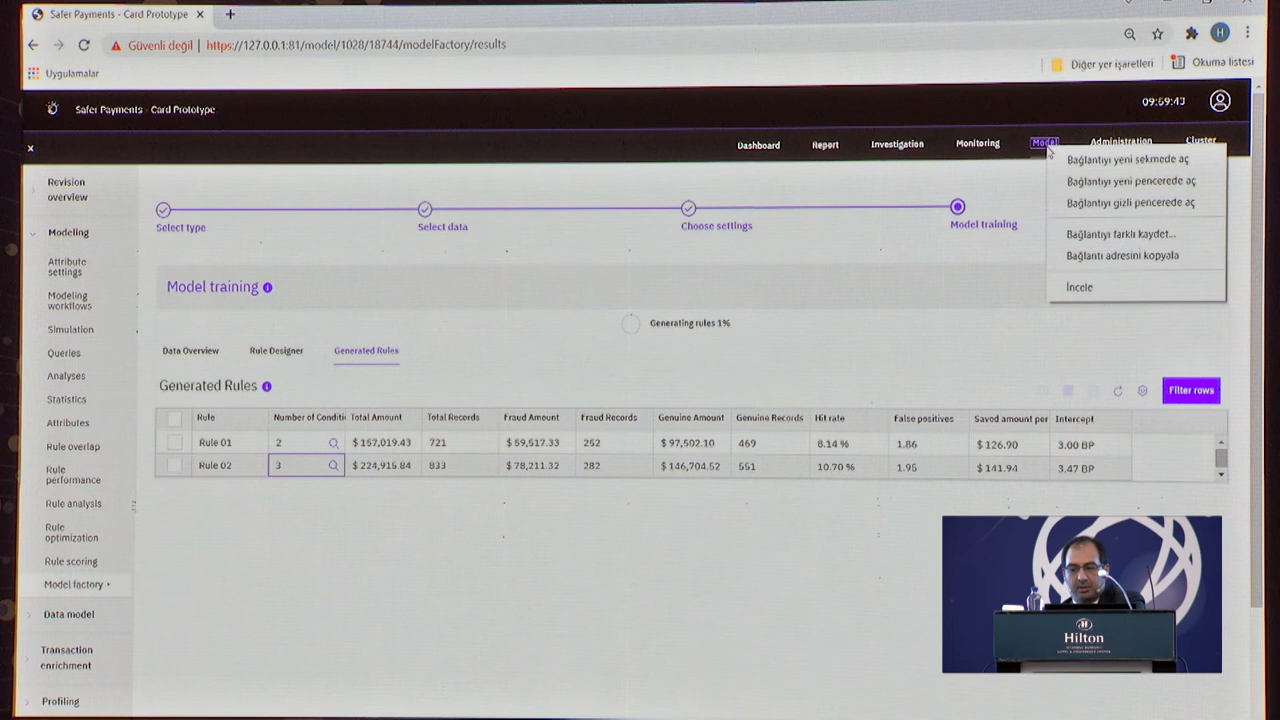 Safer Payments - Card Prototype
Güvenli değil | https://127.0.0.1:81/model/1028/18744/modelFactory/results
H
Uygulamalar
Diğer yer işaretleri
Okuma listesi
Safer Payments - Card Prototype
09:59:43
Dashboard Report Investigation Monitoring Model Administration Cluster
Bağlantıyı yeni sekmede aç
Bağlantıyı yeni pencerede aç
Bağlantıyı gizli pencerede aç
Bağlantıyı farklı kaydet...
Bağlantı adresini kopyala
İncele
Revision
overview
Modeling
Attribute
settings
Modeling
workflows
Simulation
Queries
Analyses
Statistics
Attributes
Rule overlap
Rule
performance
Rule analysis
Rule
optimization
Rule scoring
Model factory
Data model
Transaction
enrichment
Profiling
Select type Select data Choose settings Model training
Model training
Generating rules 1%
Data Overview Rule Designer Generated Rules
Generated Rules
Filter rows
Rule Number of Conditi Total Amount Total Records Fraud Amount Fraud Records Genuine Amount Genuine Records Hit rate False positives Saved amount per Intercept
Rule 01 2 $ 157,019.43 721 $ 59,517.33 252 $ 97,502.10 469 8.14 % 1.86 $ 126.90 3.00 BP
Rule 02 3 $ 224,915.84 833 $ 78,211.32 282 $ 146,704.52 551 10.70 % 1.95 $ 141.94 3.47 BP
Hilton